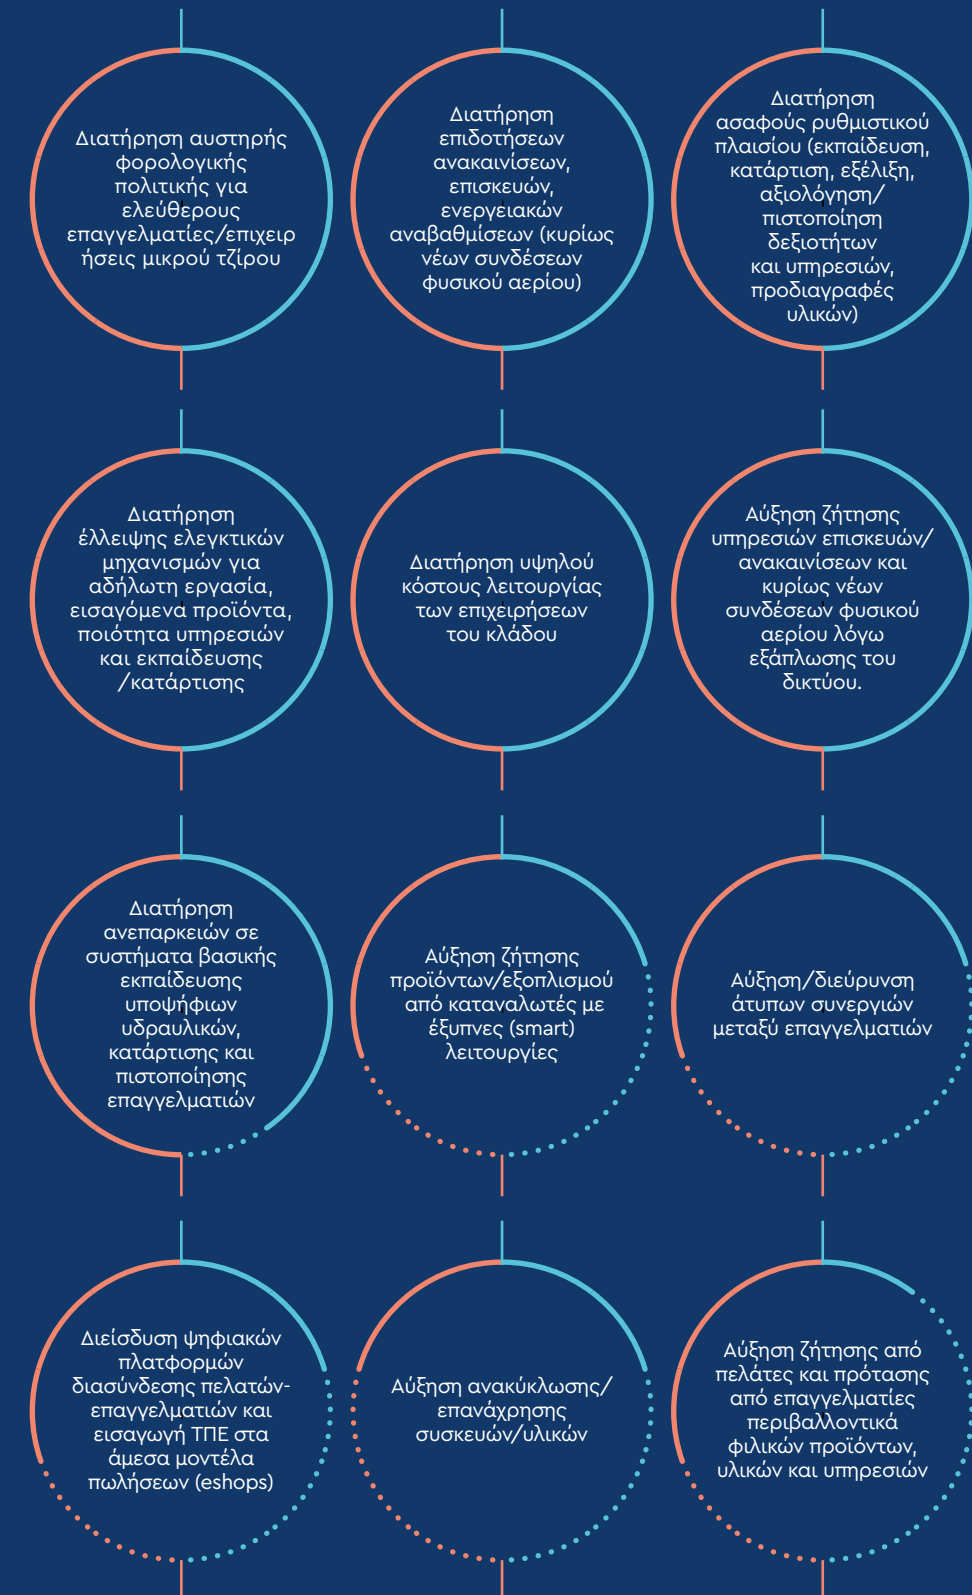 Διατήρηση αυστηρής
φορολογικής
πολιτικής για
ελεύθερους
επαγγελματίες/επιχειρ
ήσεις μικρού τζίρου
Διατήρηση
επιδοτήσεων
ανακαινίσεων,
επισκευών,
ενεργειακών
αναβαθμίσεων (κυρίως
νέων συνδέσεων
φυσικού αερίου)
Διατήρηση
ασαφούς ρυθμιστικού
πλαισίου (εκπαίδευση,
κατάρτιση, εξέλιξη,
αξιολόγηση/
πιστοποίηση
δεξιοτήτων
και υπηρεσιών,
προδιαγραφές
υλικών)
Διατήρηση
έλλειψης ελεγκτικών
μηχανισμών για
αδήλωτη εργασία,
εισαγόμενα προϊόντα,
ποιότητα υπηρεσιών
και εκπαίδευσης
/κατάρτισης
Διατήρηση υψηλού
κόστους λειτουργίας
των επιχειρήσεων
του κλάδου
Αύξηση ζήτησης
υπηρεσιών επισκευών/
ανακαινίσεων και
κυρίως νέων
συνδέσεων φυσικού
αερίου λόγω
εξάπλωσης του
δικτύου.
Διατήρηση
ανεπαρκειών σε
συστήματα βασικής
εκπαίδευσης
υποψήφιων
υδραυλικών,
κατάρτισης και
πιστοποίησης
επαγγελματιών
Αύξηση ζήτησης
προϊόντων/εξοπλισμού
από καταναλωτές με
έξυπνες (smart)
λειτουργίες
Αύξηση/διεύρυνση
άτυπων συνεργιών
μεταξύ επαγγελματιών
Διείσδυση ψηφιακών
πλατφορμών
διασύνδεσης πελατών-
επαγγελματιών και
εισαγωγή ΤΠΕ στα
άμεσα μοντέλα
πωλήσεων (eshops)
Αύξηση ανακύκλωσης/
επανάχρησης
συσκευών/υλικών
Αύξηση ζήτησης από
πελάτες και πρότασης
από επαγγελματίες
περιβαλλοντικά
φιλικών προϊόντων,
υλικών και υπηρεσιών